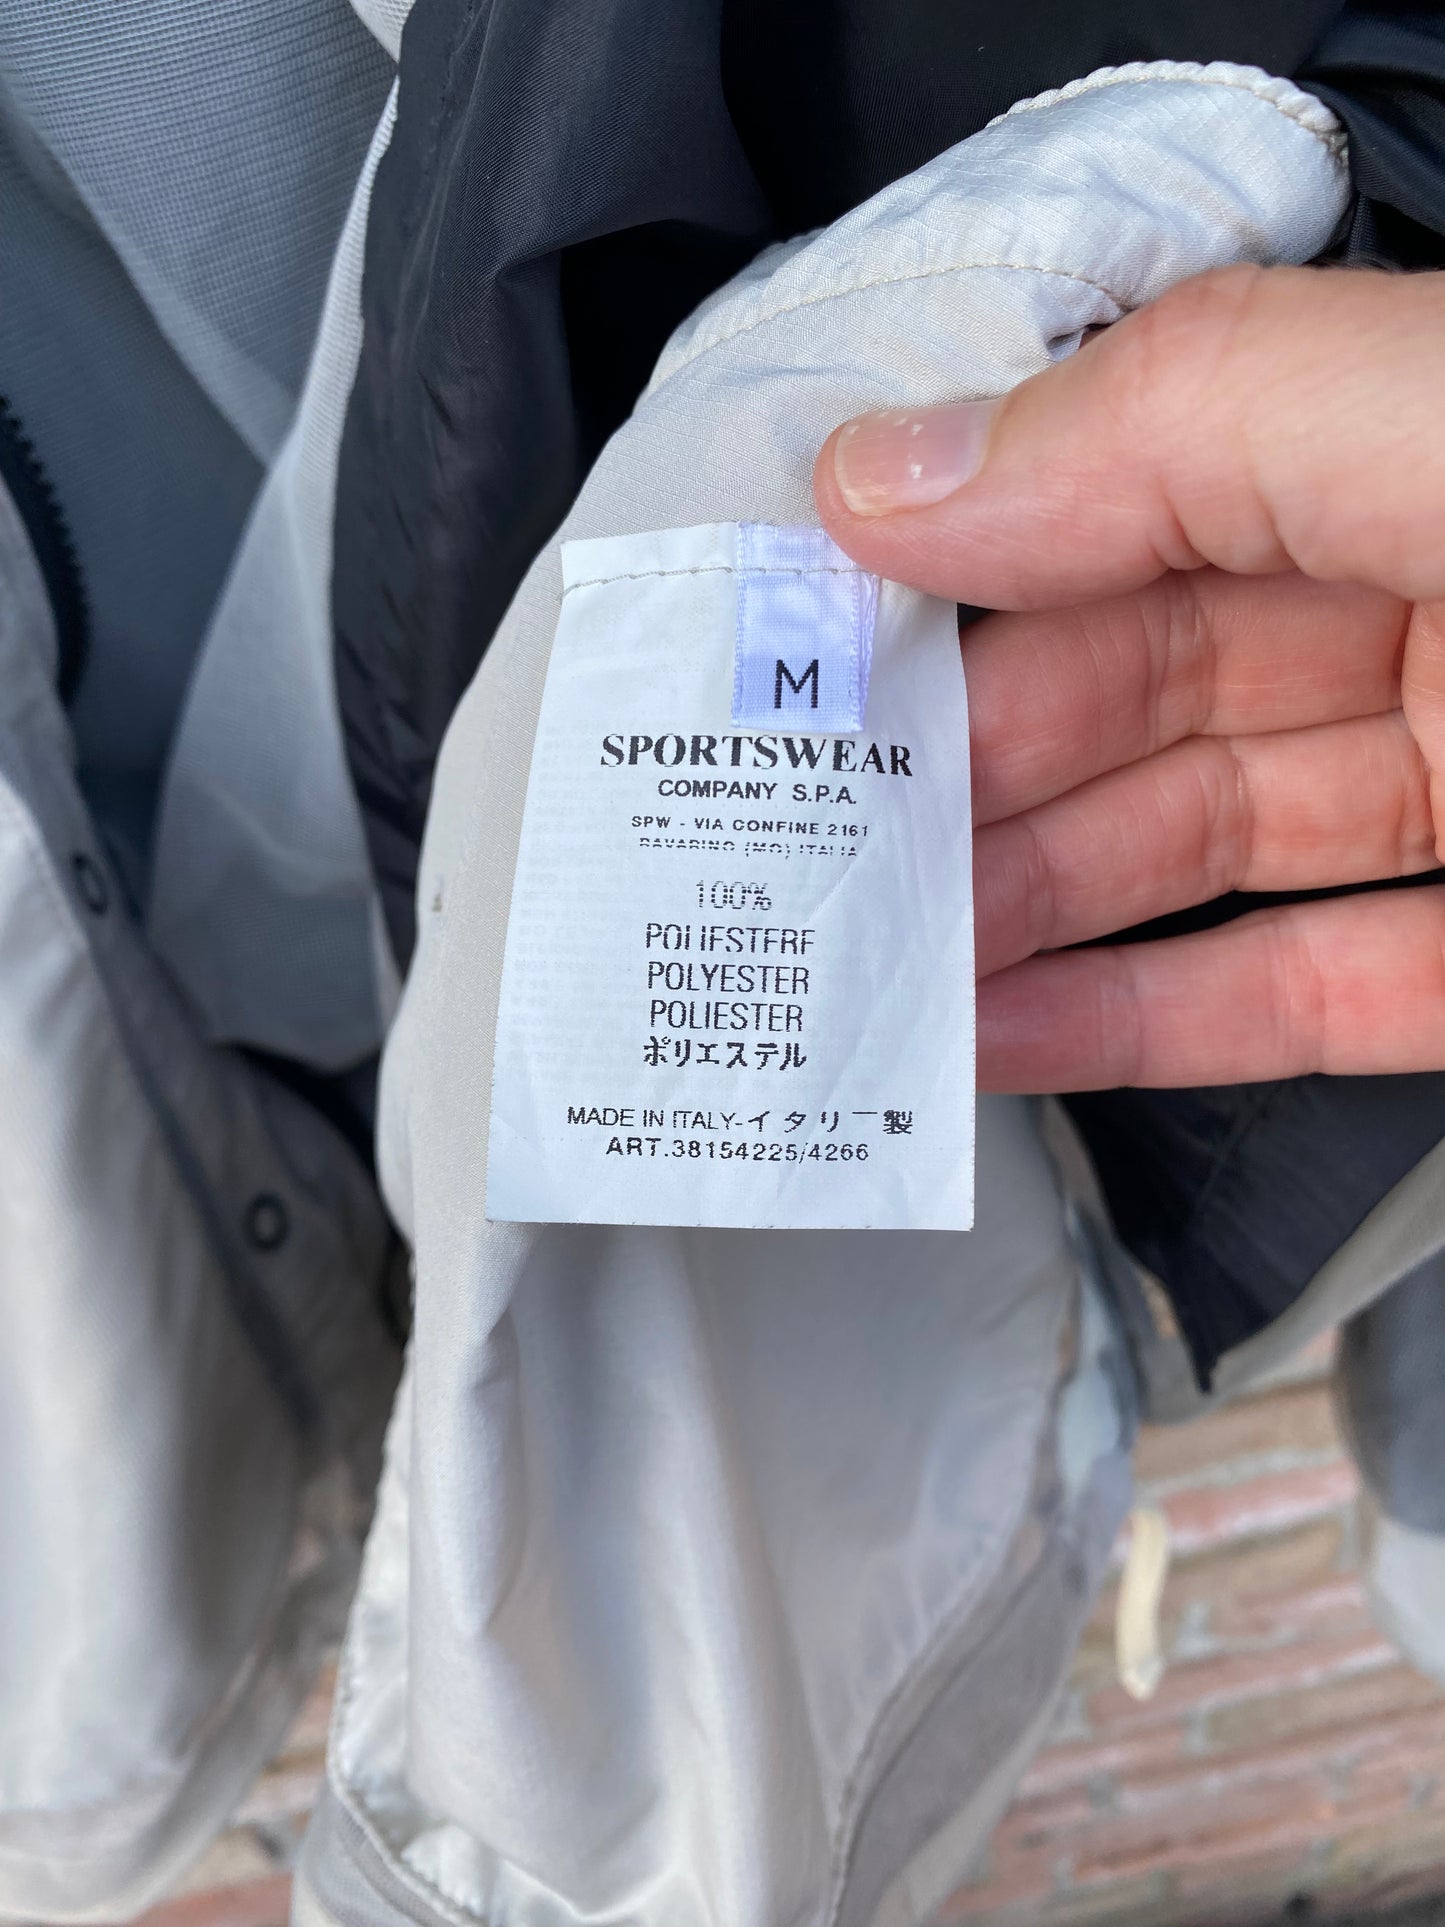 M
SPORTSWEAR
COMPANY S.P.A.
SPW - VIA CONFINE 2161
RAVARINO (MO) ITALIA
100%
POLIESTERE
POLYESTER
POLIESTER
ポリエステル
MADE IN ITALY-イタリー製
ART.38154225/4266